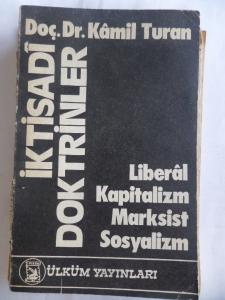 Doç. Dr. Kâmil Turan
İKTİSADÎ
DOKTRİNLER
Liberâl
Kapitalizm
Marksist
Sosyalizm
ÜLKÜM YAYINLARI